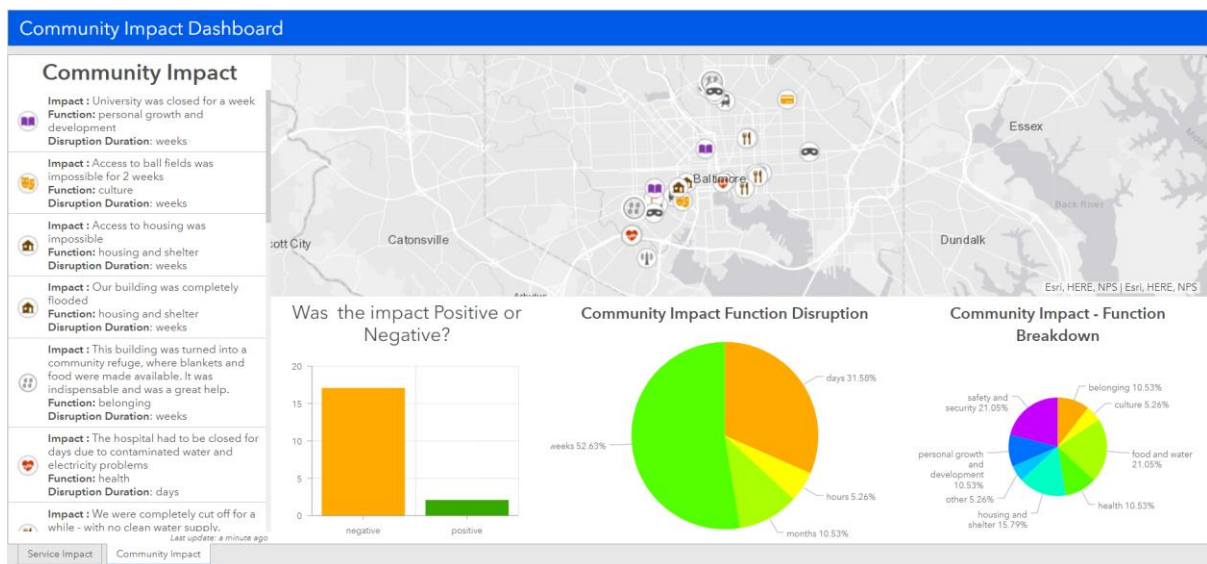 Community Impact Dashboard
Community Impact
Impact : University was closed for a week
Function: personal growth and
development
Disruption Duration: weeks
Impact : Access to ball fields was
impossible for 2 weeks
Function: culture
Disruption Duration: weeks
Impact : Access to housing was
impossible
Function: housing and shelter
Disruption Duration: weeks
Impact : Our building was completely
flooded
Function: housing and shelter
Disruption Duration: weeks
Impact : This building was turned into a
community refuge, where blankets and
food were made available. It was
indispensable and was a great help.
Function: belonging
Disruption Duration: weeks
Impact : The hospital had to be closed for
days due to contaminated water and
electricity problems
Function: health
Disruption Duration: days
Impact : We were completely cut off for a
while - with no clean water supply.
Last update: a minute ago
Service Impact
Community Impact
Essex
Baltimore
Back River
cott City
Catonsville
Dundalk
Esri, HERE, NPS | Esri, HERE, NPS
Was the impact Positive or
Negative?
20
15
10
5
0
negative
positive
Community Impact Function Disruption
days 31.58%
weeks 52.63%
hours 5.26%
months 10.53%
Community Impact - Function
Breakdown
belonging 10.53%
culture 5.26%
safety and
security 21.05%
food and water
21.05%
personal growth
and
development
10.53%
other 5.26%
health 10.53%
housing and
shelter 15.79%